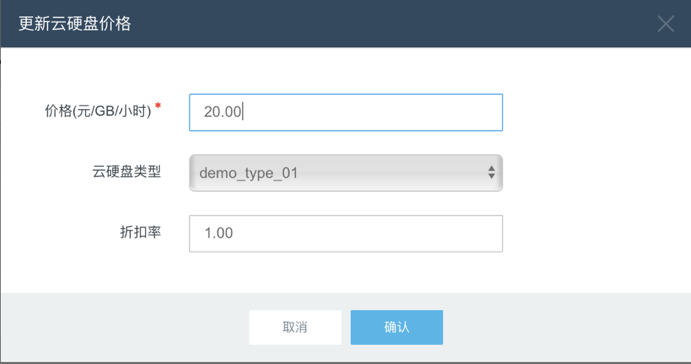 更新云硬盘价格
价格(元/GB/小时) * 20.00
云硬盘类型 demo_type_01
折扣率 1.00
取消 确认